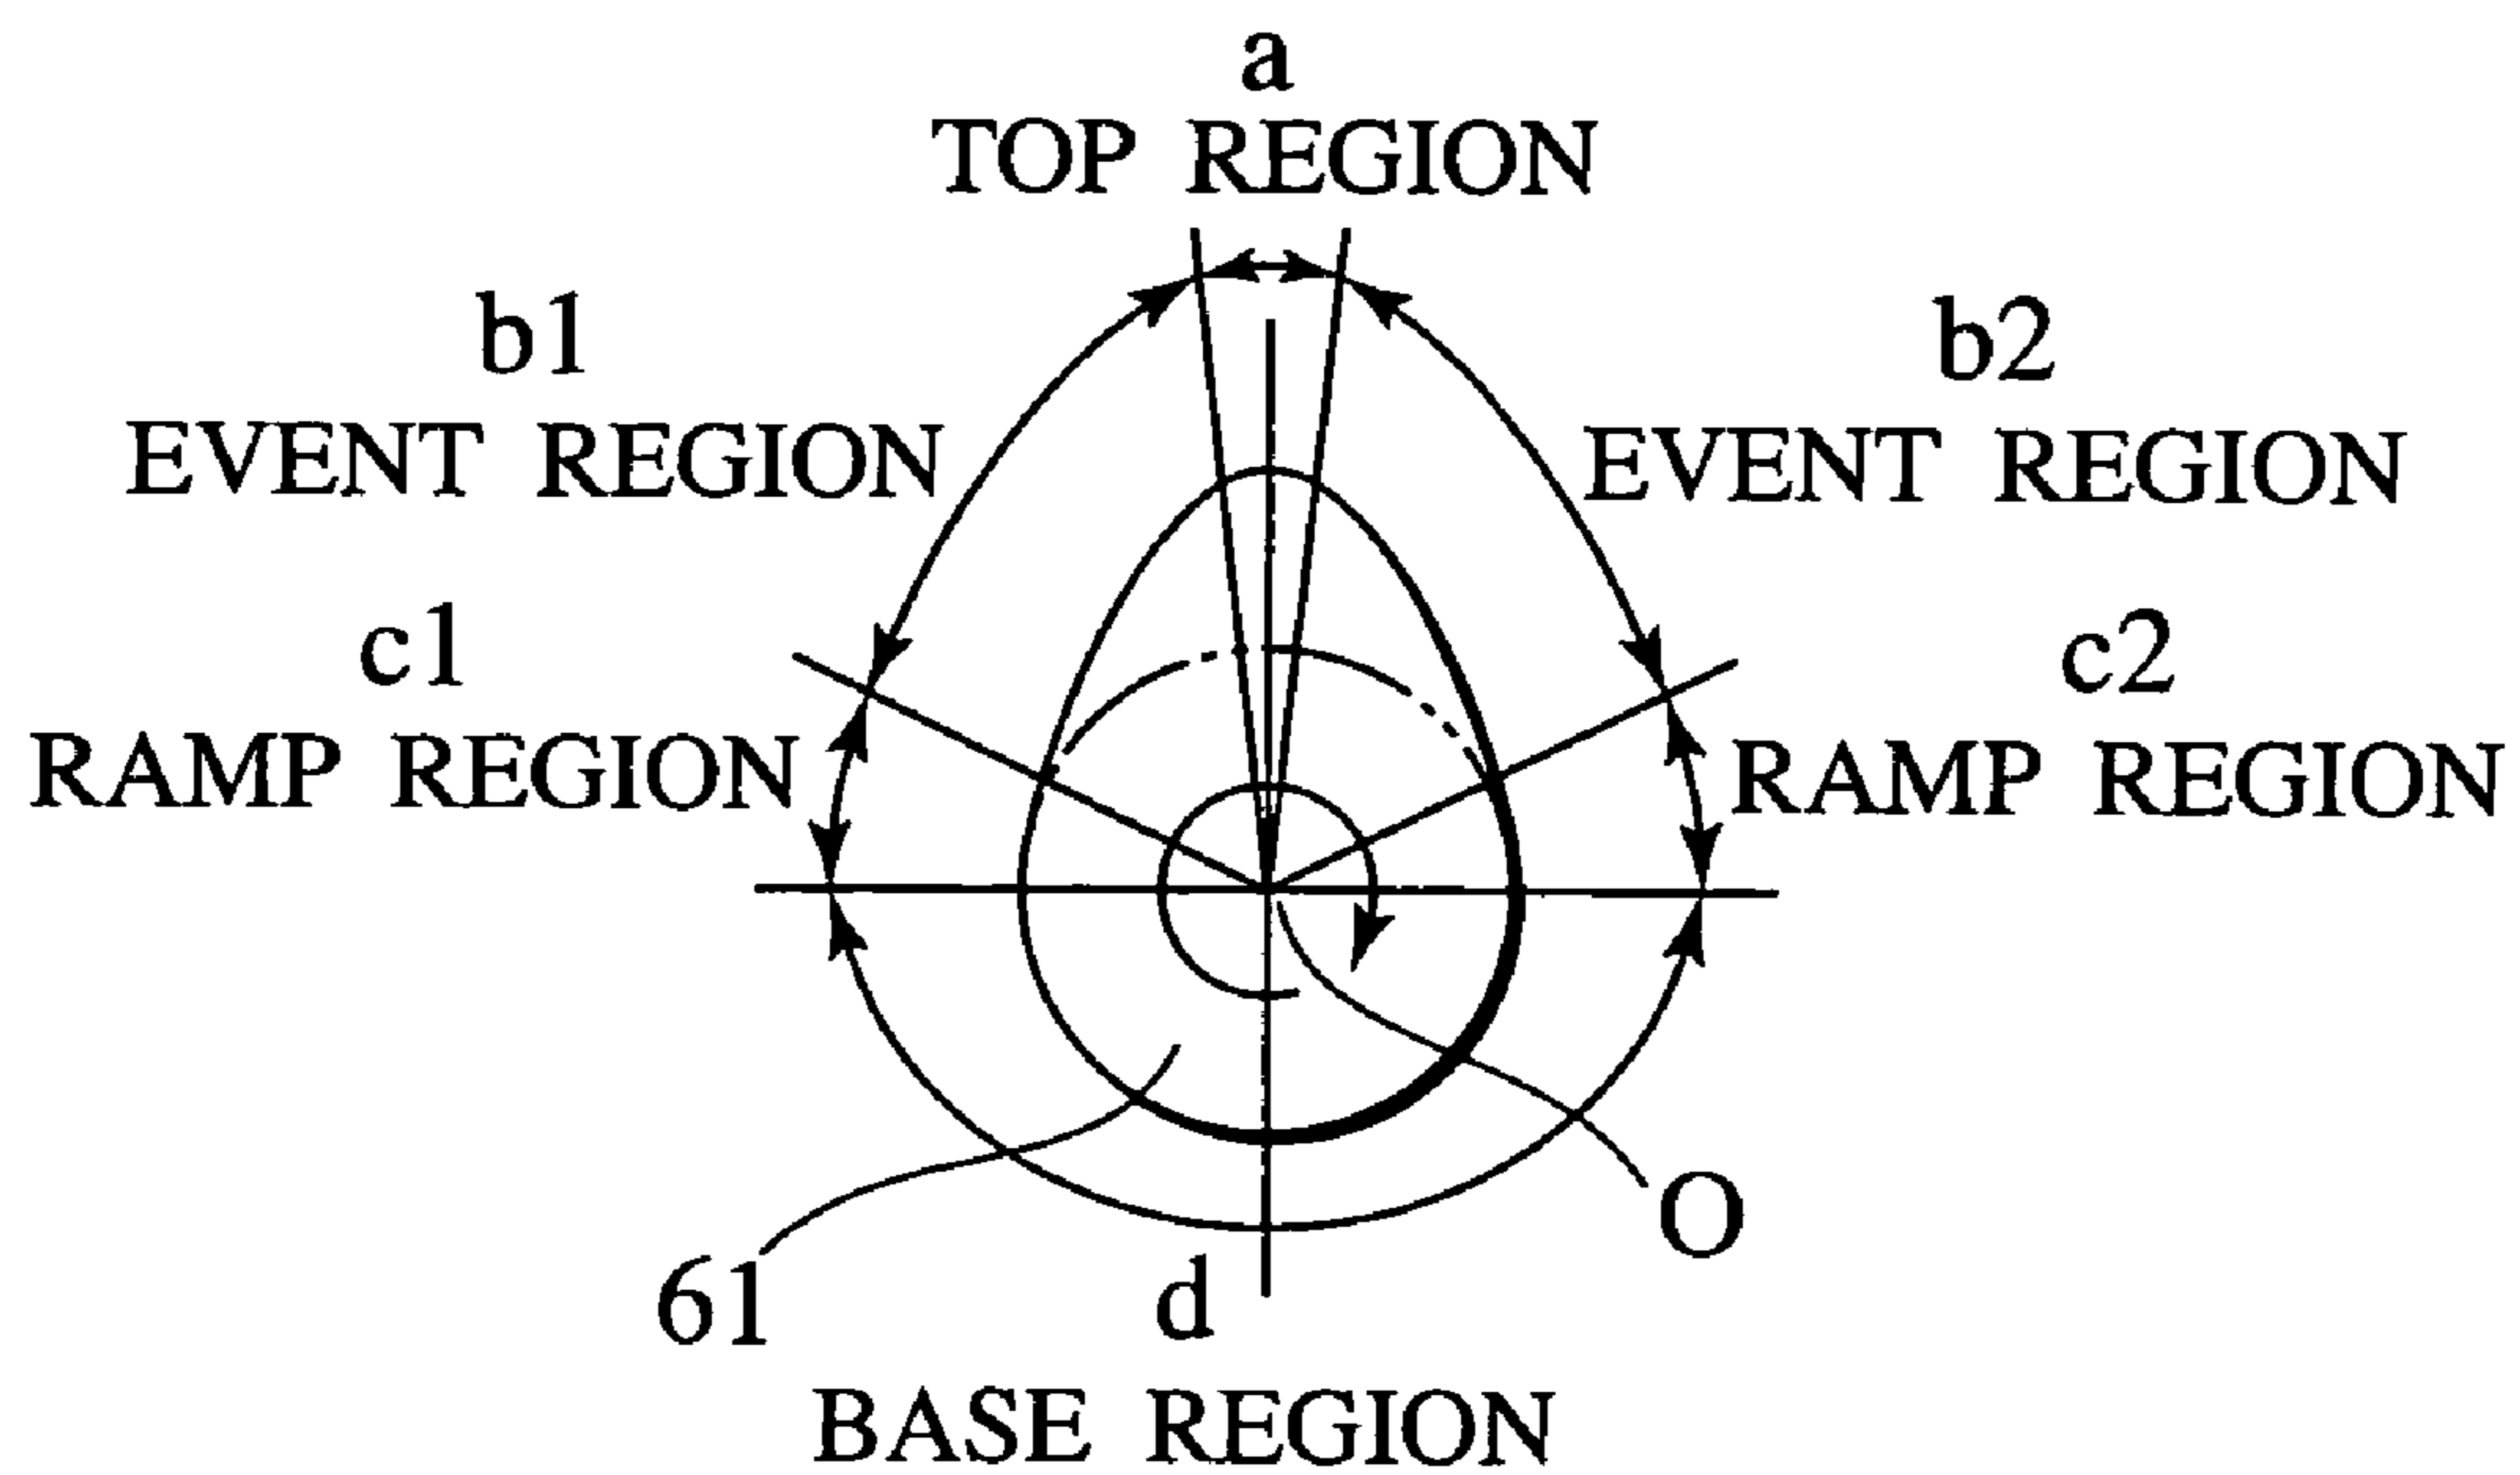 a
TOP REGION
b1
EVENT REGION
b2
EVENT REGION
c1
RAMP REGION
c2
RAMP REGION
61
d
O
BASE REGION